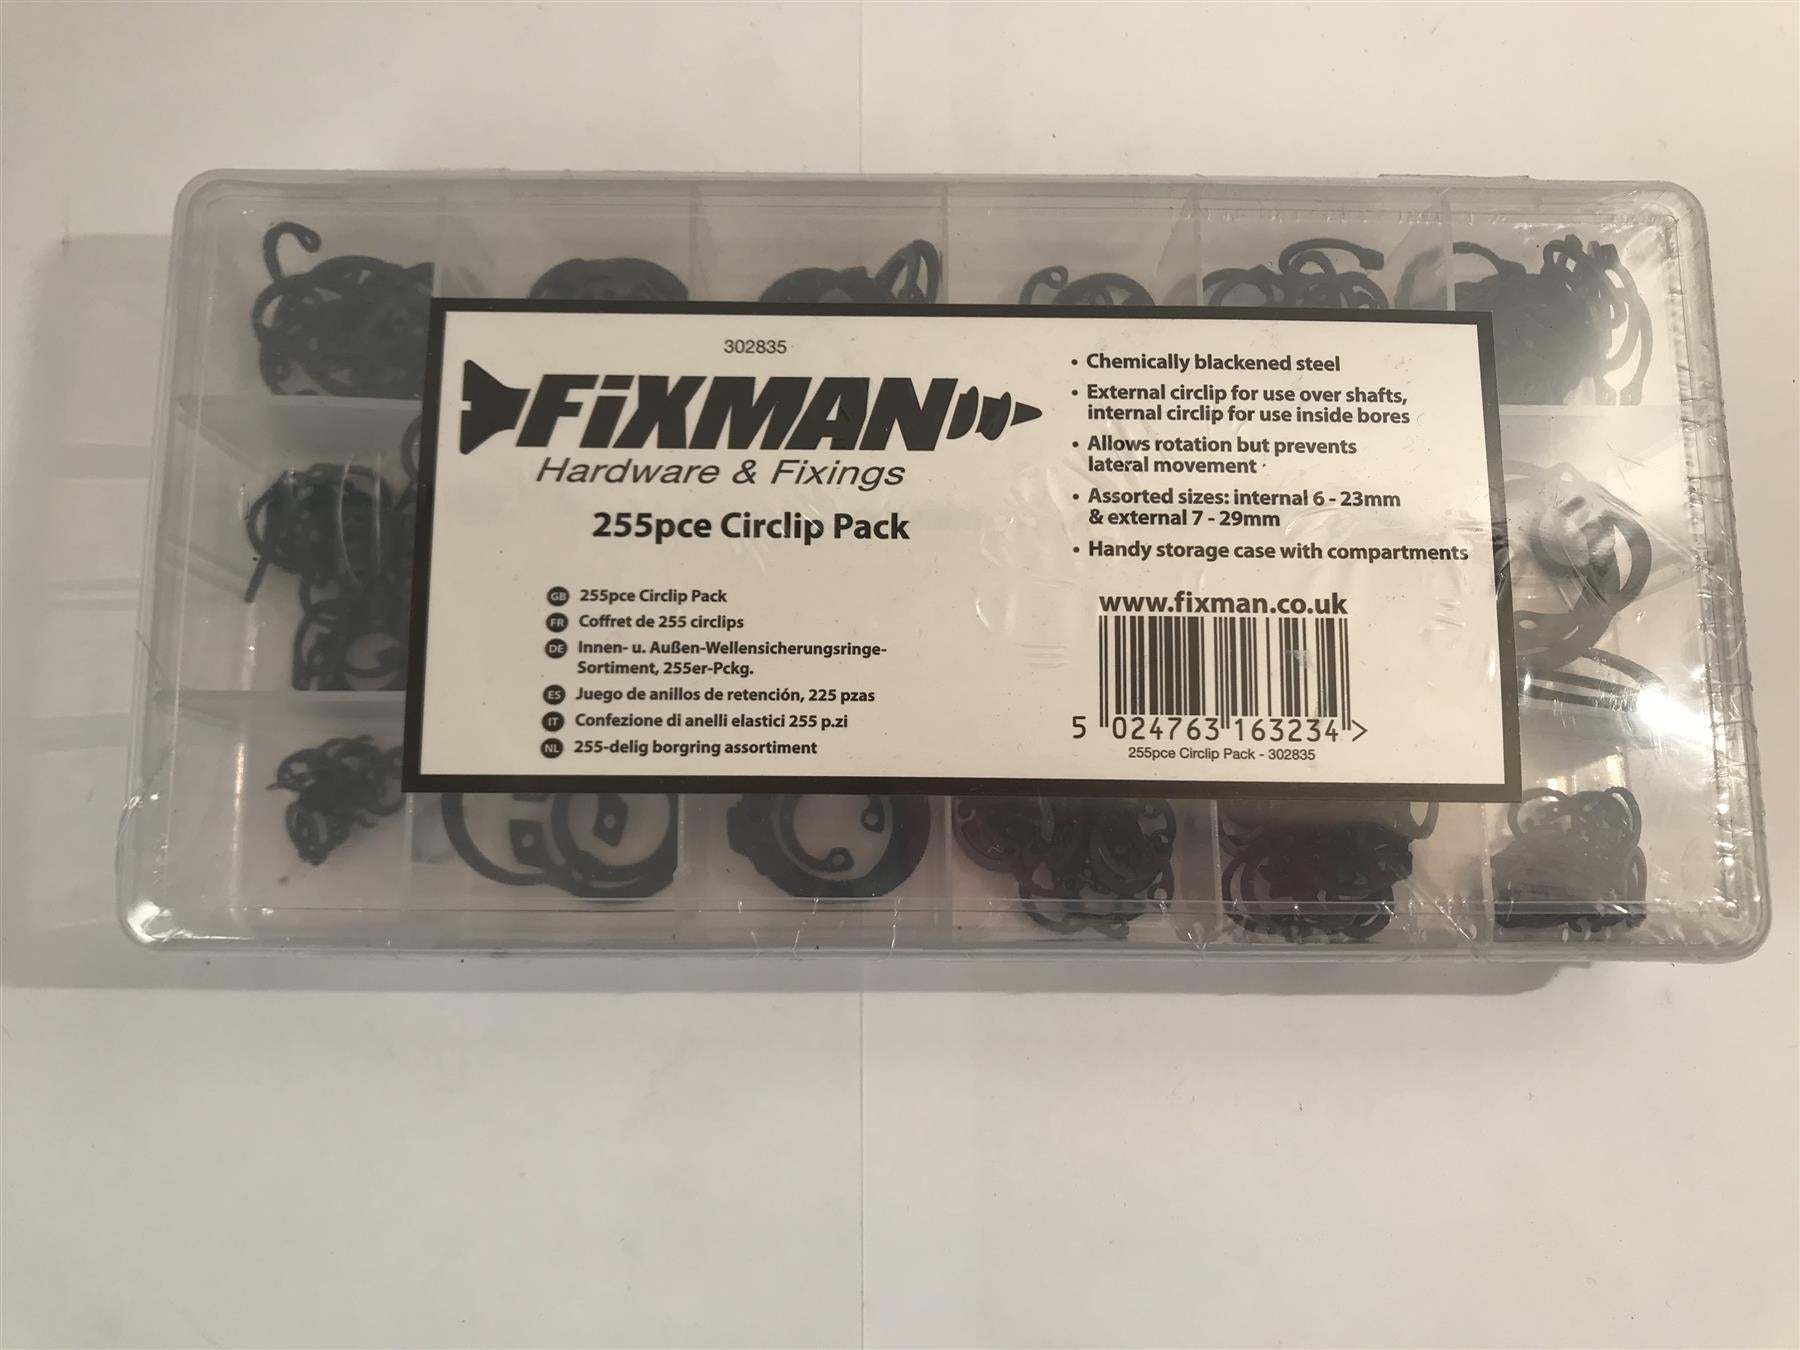 302835
FiXMAN
Hardware & Fixings
255pce Circlip Pack
GB 255pce Circlip Pack
FR Coffret de 255 circlips
DE Innen- u. Außen-Wellensicherungsringe-
Sortiment, 255er-Pckg.
ES Juego de anillos de retención, 225 pzas
IT Confezione di anelli elastici 255 p.zi
NL 255-delig borgring assortiment
• Chemically blackened steel
• External circlip for use over shafts,
internal circlip for use inside bores
• Allows rotation but prevents
lateral movement
• Assorted sizes: internal 6 - 23mm
& external 7 - 29mm
• Handy storage case with compartments
www.fixman.co.uk
5 024763 163234 >
255pce Circlip Pack - 302835